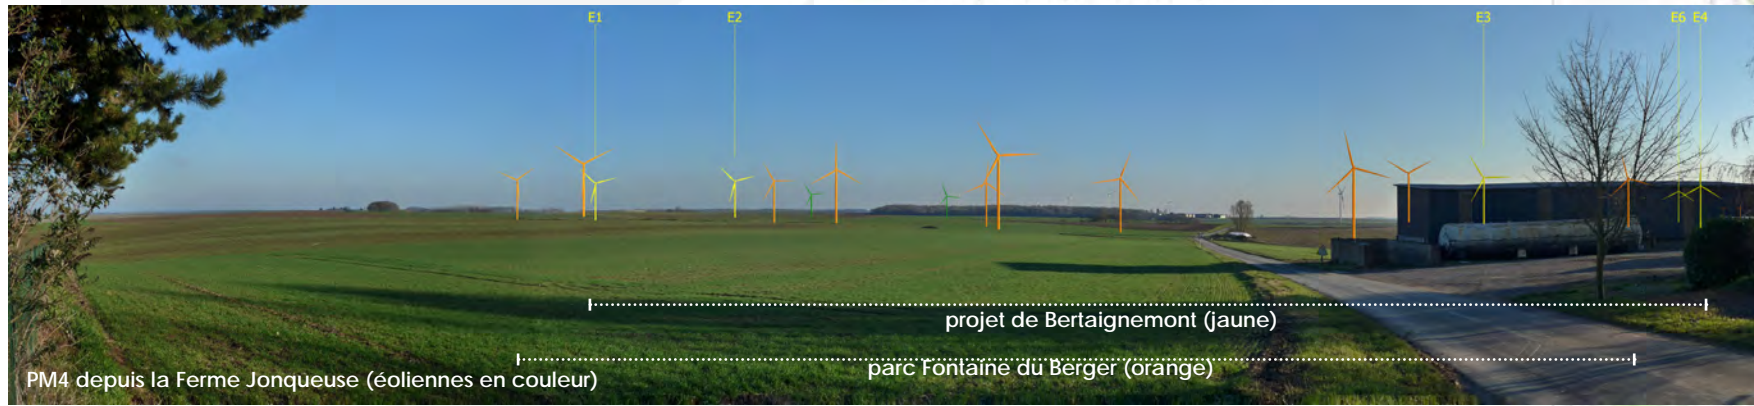 E1 E2 E3 E6 E4
projet de Bertaignemont (jaune)
parc Fontaine du Berger (orange)
PM4 depuis la Ferme Jonqueuse (éoliennes en couleur)